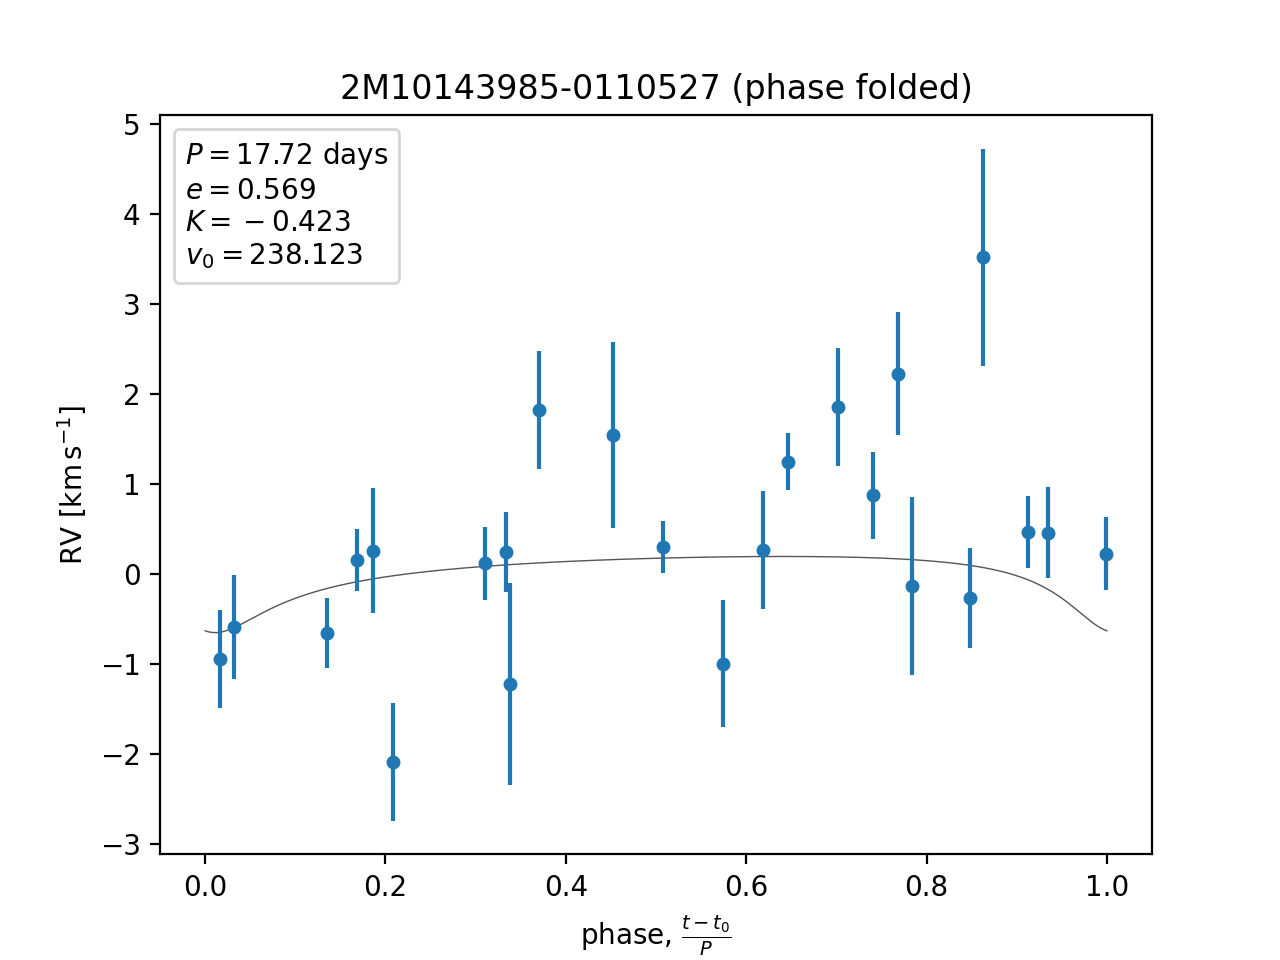 2M10143985-0110527 (phase folded)
P = 17.72 days
e = 0.569
K = −0.423
v₀ = 238.123
5
4
3
2
1
0
−1
−2
−3
RV [km s⁻¹]
0.0 0.2 0.4 0.6 0.8 1.0
phase, (t − t₀)/P